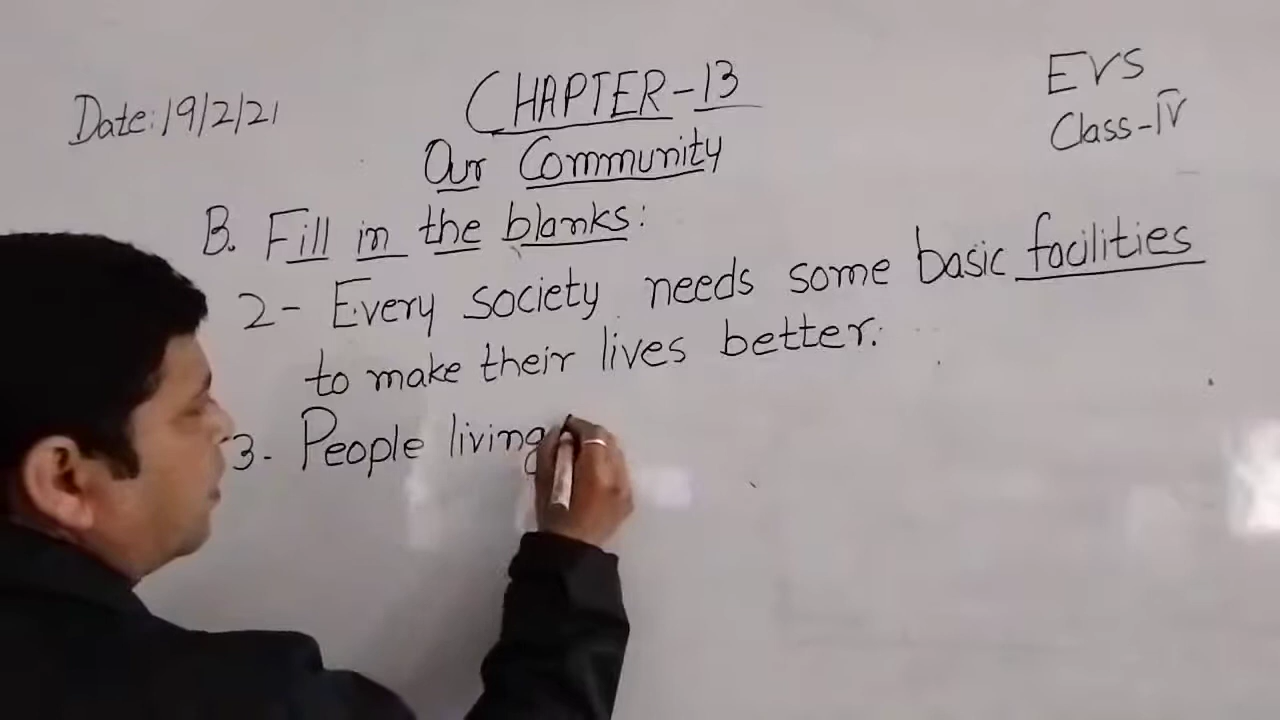 Date: 19/2/21
CHAPTER-13
EVS
Class-IV
Our Community
B. Fill in the blanks:
2- Every society needs some basic facilities
to make their lives better.
3. People living